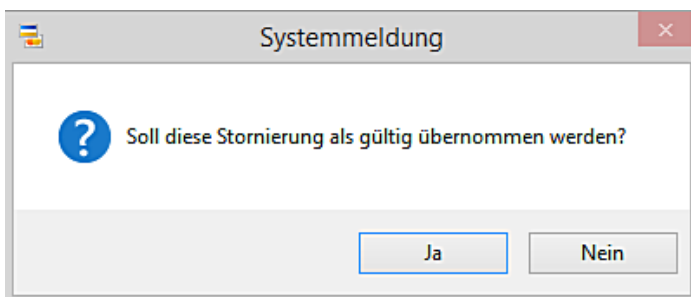 Systemmeldung
Soll diese Stornierung als gültig übernommen werden?
Ja
Nein